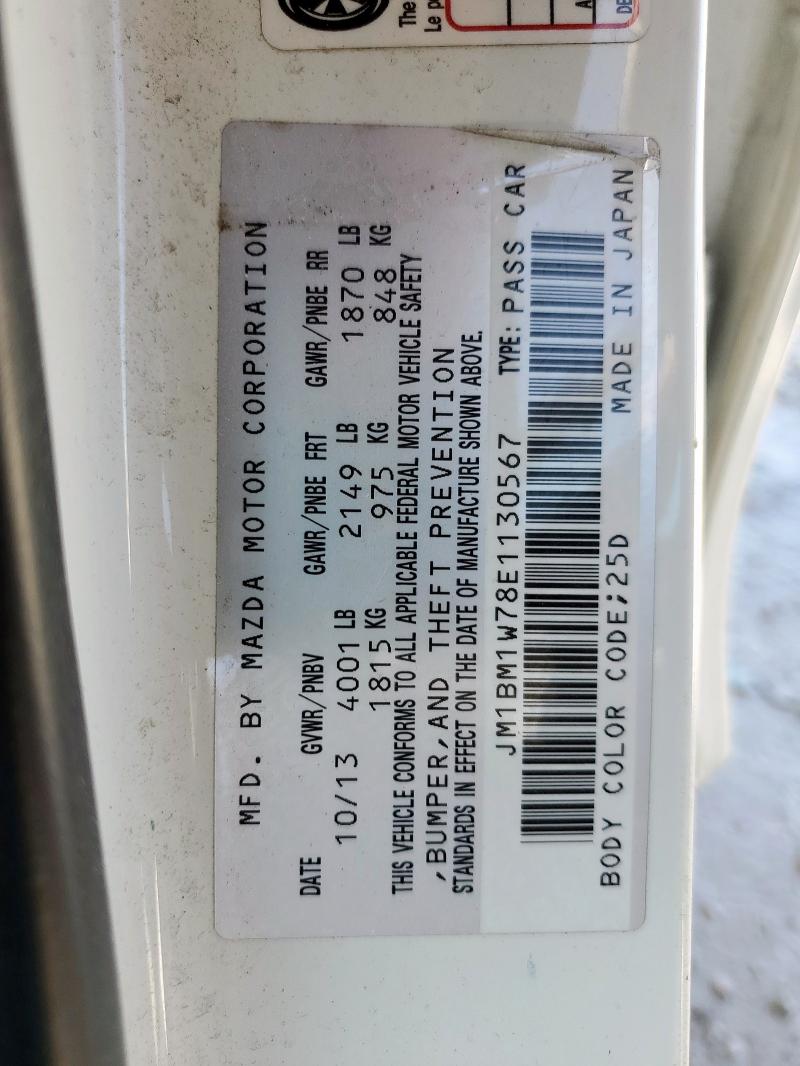 The
Le p
A
DE
MFD. BY MAZDA MOTOR CORPORATION
DATE GVWR/PNBV GAWR/PNBE FRT GAWR/PNBE RR
10/13 4001 LB 2149 LB 1870 LB
1815 KG 975 KG 848 KG
THIS VEHICLE CONFORMS TO ALL APPLICABLE FEDERAL MOTOR VEHICLE SAFETY
,BUMPER,AND THEFT PREVENTION
STANDARDS IN EFFECT ON THE DATE OF MANUFACTURE SHOWN ABOVE.
JM1BM1W78E1130567 TYPE: PASS CAR
BODY COLOR CODE;25D MADE IN JAPAN